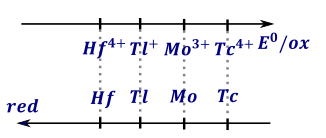 Hf⁴⁺ Tl⁺ Mo³⁺ Tc⁴⁺ E⁰/ox
red Hf Tl Mo Tc